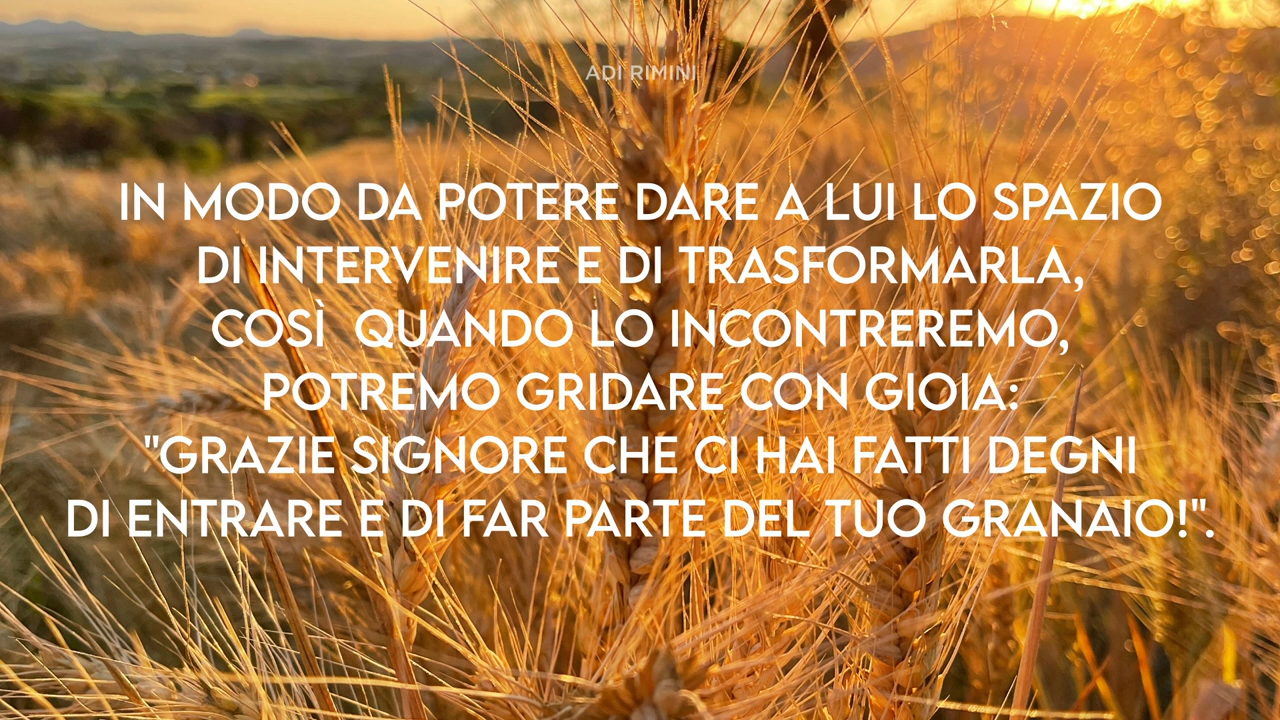 ADI RIMINI
IN MODO DA POTERE DARE A LUI LO SPAZIO
DI INTERVENIRE E DI TRASFORMARLA,
COSÌ QUANDO LO INCONTREREMO,
POTREMO GRIDARE CON GIOIA:
"GRAZIE SIGNORE CHE CI HAI FATTI DEGNI
DI ENTRARE E DI FAR PARTE DEL TUO GRANAIO!".